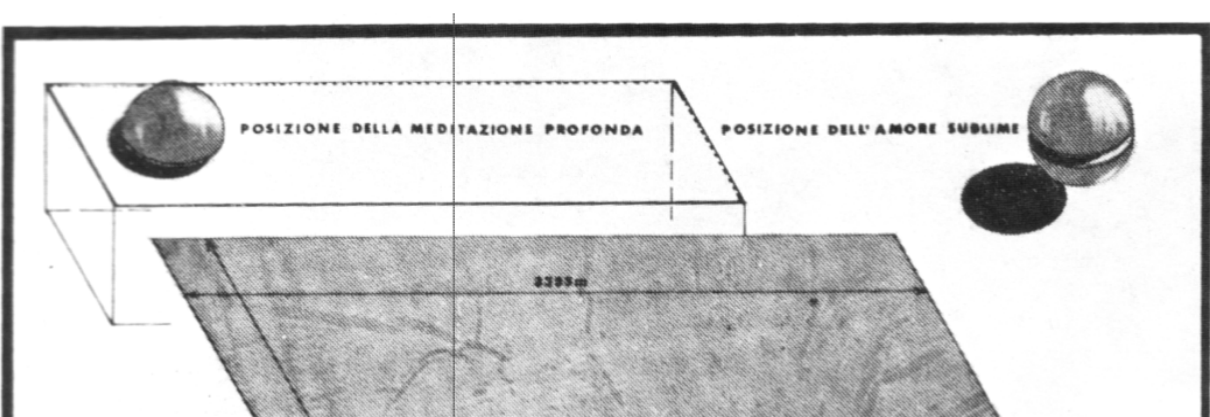 POSIZIONE DELLA MEDITAZIONE PROFONDA
POSIZIONE DELL'AMORE SUBLIME